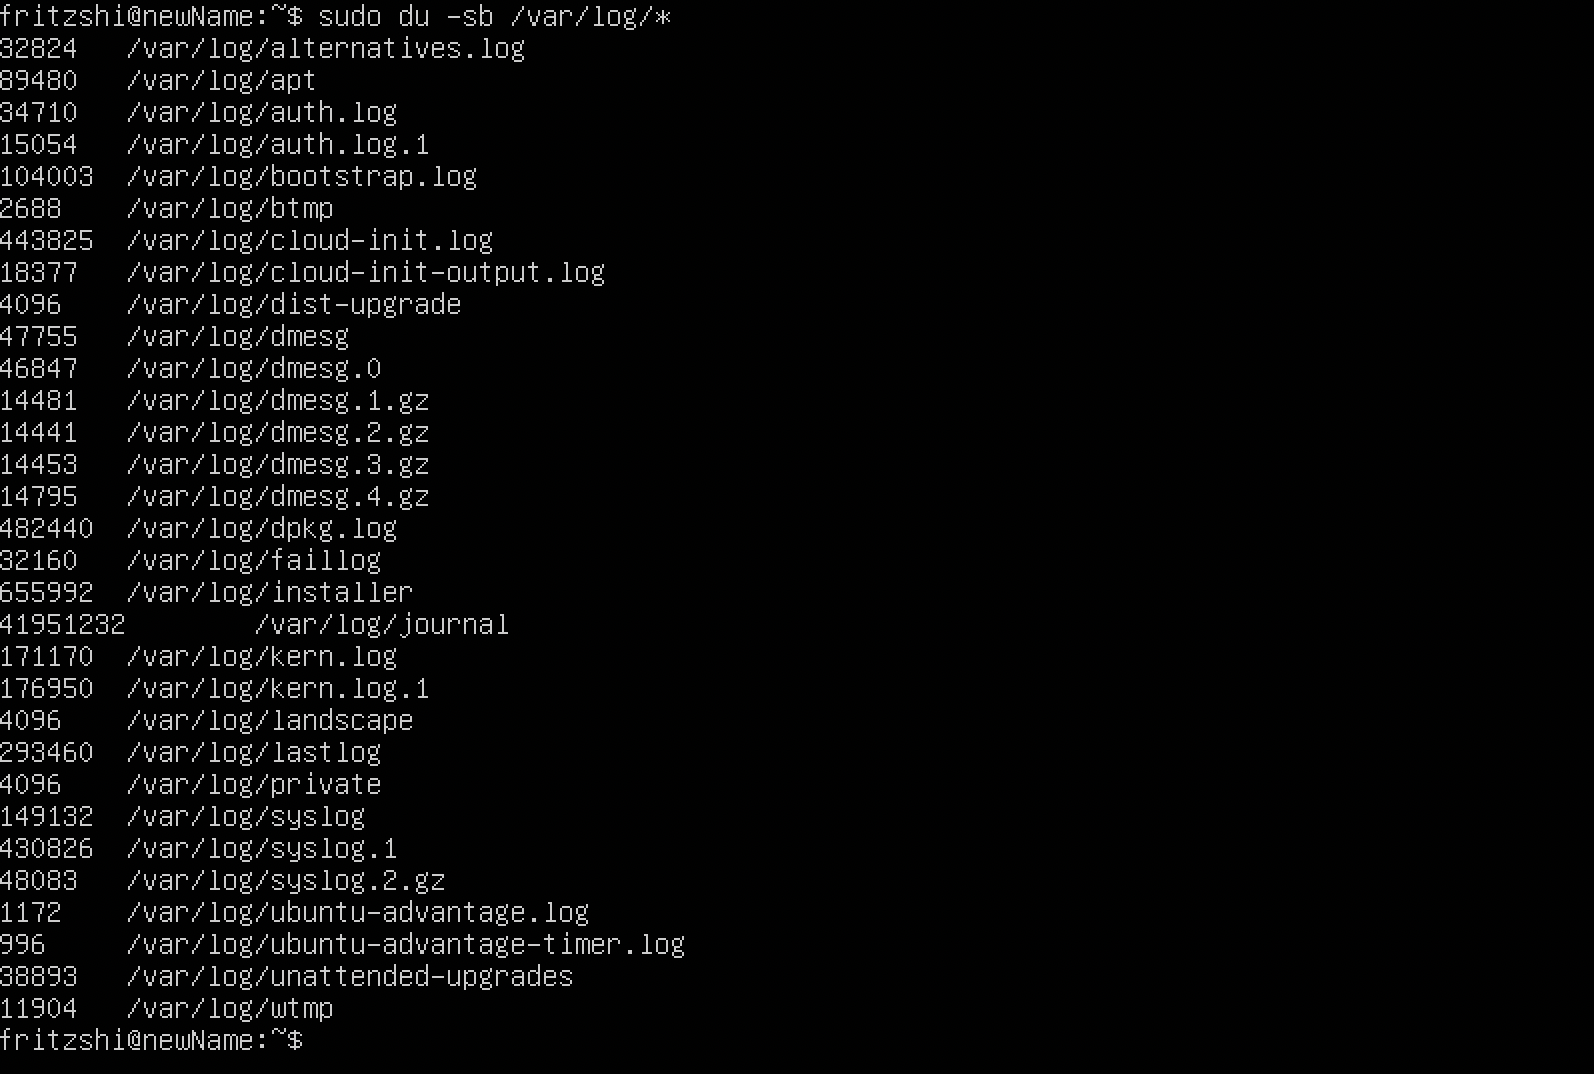 fritzshi@newName:~$ sudo du -sb /var/log/*
32824 /var/log/alternatives.log
89480 /var/log/apt
34710 /var/log/auth.log
15054 /var/log/auth.log.1
104003 /var/log/bootstrap.log
2688 /var/log/btmp
443825 /var/log/cloud-init.log
18377 /var/log/cloud-init-output.log
4096 /var/log/dist-upgrade
47755 /var/log/dmesg
46847 /var/log/dmesg.0
14481 /var/log/dmesg.1.gz
14441 /var/log/dmesg.2.gz
14453 /var/log/dmesg.3.gz
14795 /var/log/dmesg.4.gz
482440 /var/log/dpkg.log
32160 /var/log/faillog
655992 /var/log/installer
41951232 /var/log/journal
171170 /var/log/kern.log
176950 /var/log/kern.log.1
4096 /var/log/landscape
293460 /var/log/lastlog
4096 /var/log/private
149132 /var/log/syslog
430826 /var/log/syslog.1
48083 /var/log/syslog.2.gz
1172 /var/log/ubuntu-advantage.log
996 /var/log/ubuntu-advantage-timer.log
38893 /var/log/unattended-upgrades
11904 /var/log/wtmp
fritzshi@newName:~$